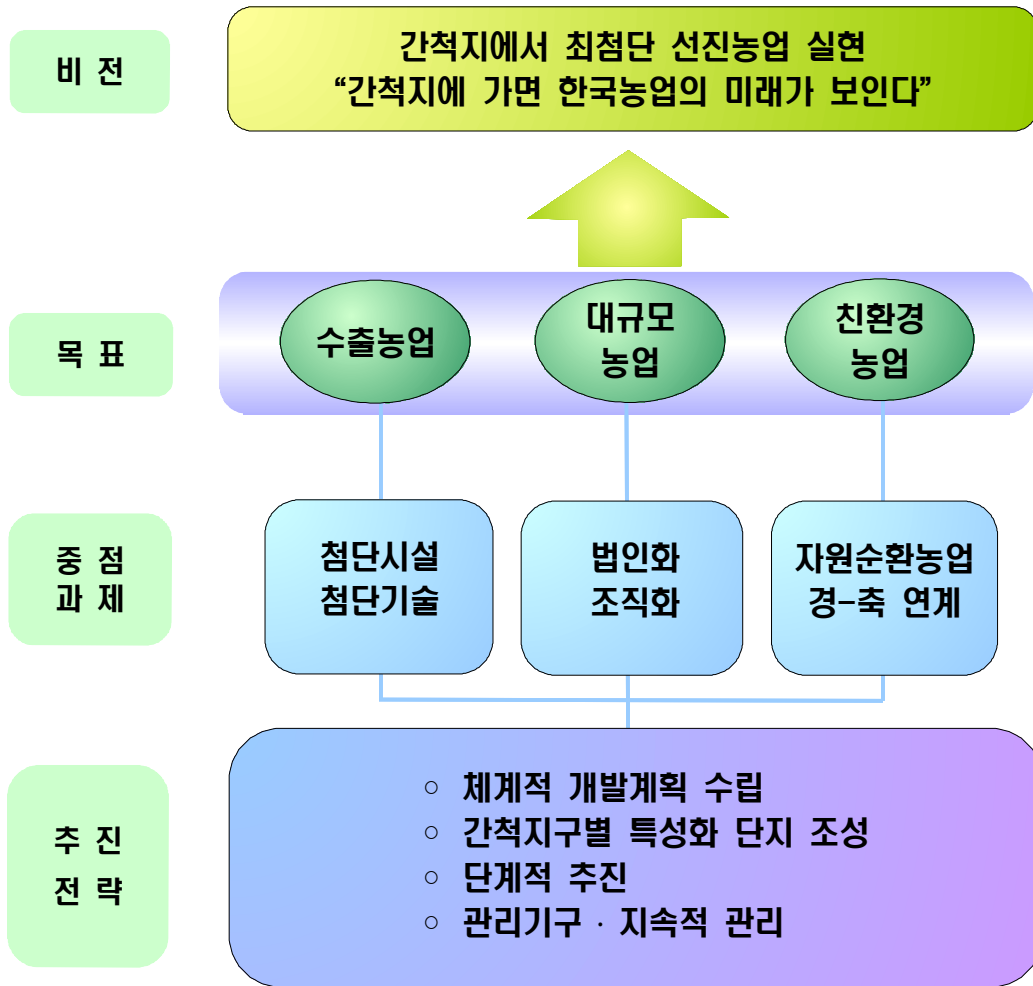 비 전
간척지에서 최첨단 선진농업 실현
“간척지에 가면 한국농업의 미래가 보인다”
목 표
수출농업
대규모
농업
친환경
농업
중 점
과 제
첨단시설
첨단기술
법인화
조직화
자원순환농업
경-축 연계
추 진
전 략
○ 체계적 개발계획 수립
○ 간척지구별 특성화 단지 조성
○ 단계적 추진
○ 관리기구 · 지속적 관리